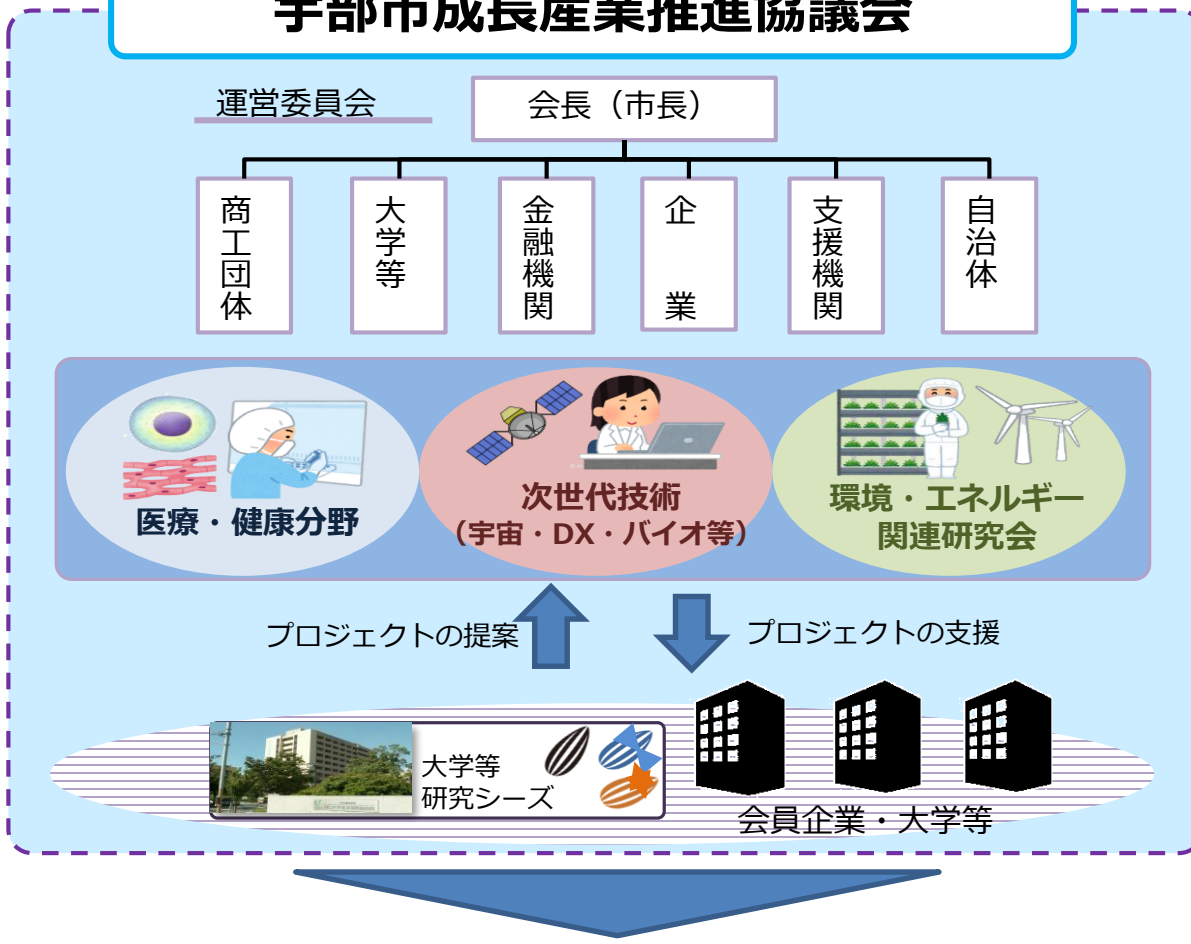 宇部市成長産業推進協議会
運営委員会
会長（市長）
商工団体
大学等
金融機関
企業
支援機関
自治体
医療・健康分野
次世代技術
（宇宙・DX・バイオ等）
環境・エネルギー
関連研究会
プロジェクトの提案
プロジェクトの支援
大学等
研究シーズ
会員企業・大学等